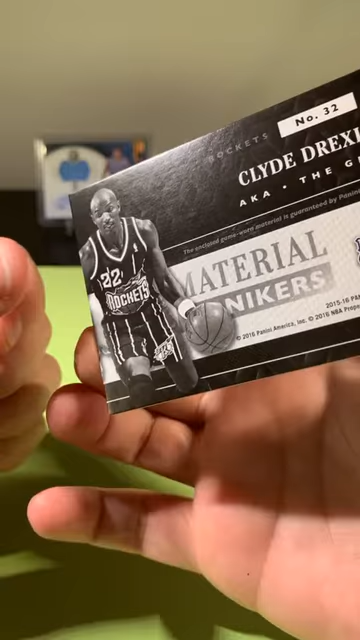 No. 32
ROCKETS
CLYDE DREXL
AKA • THE G
The enclosed game-worn material is guaranteed by Panini
MATERIAL
NIKERS
2015-16 PAN
© 2016 Panini America, Inc. © 2016 NBA Prope
22
ROCKETS